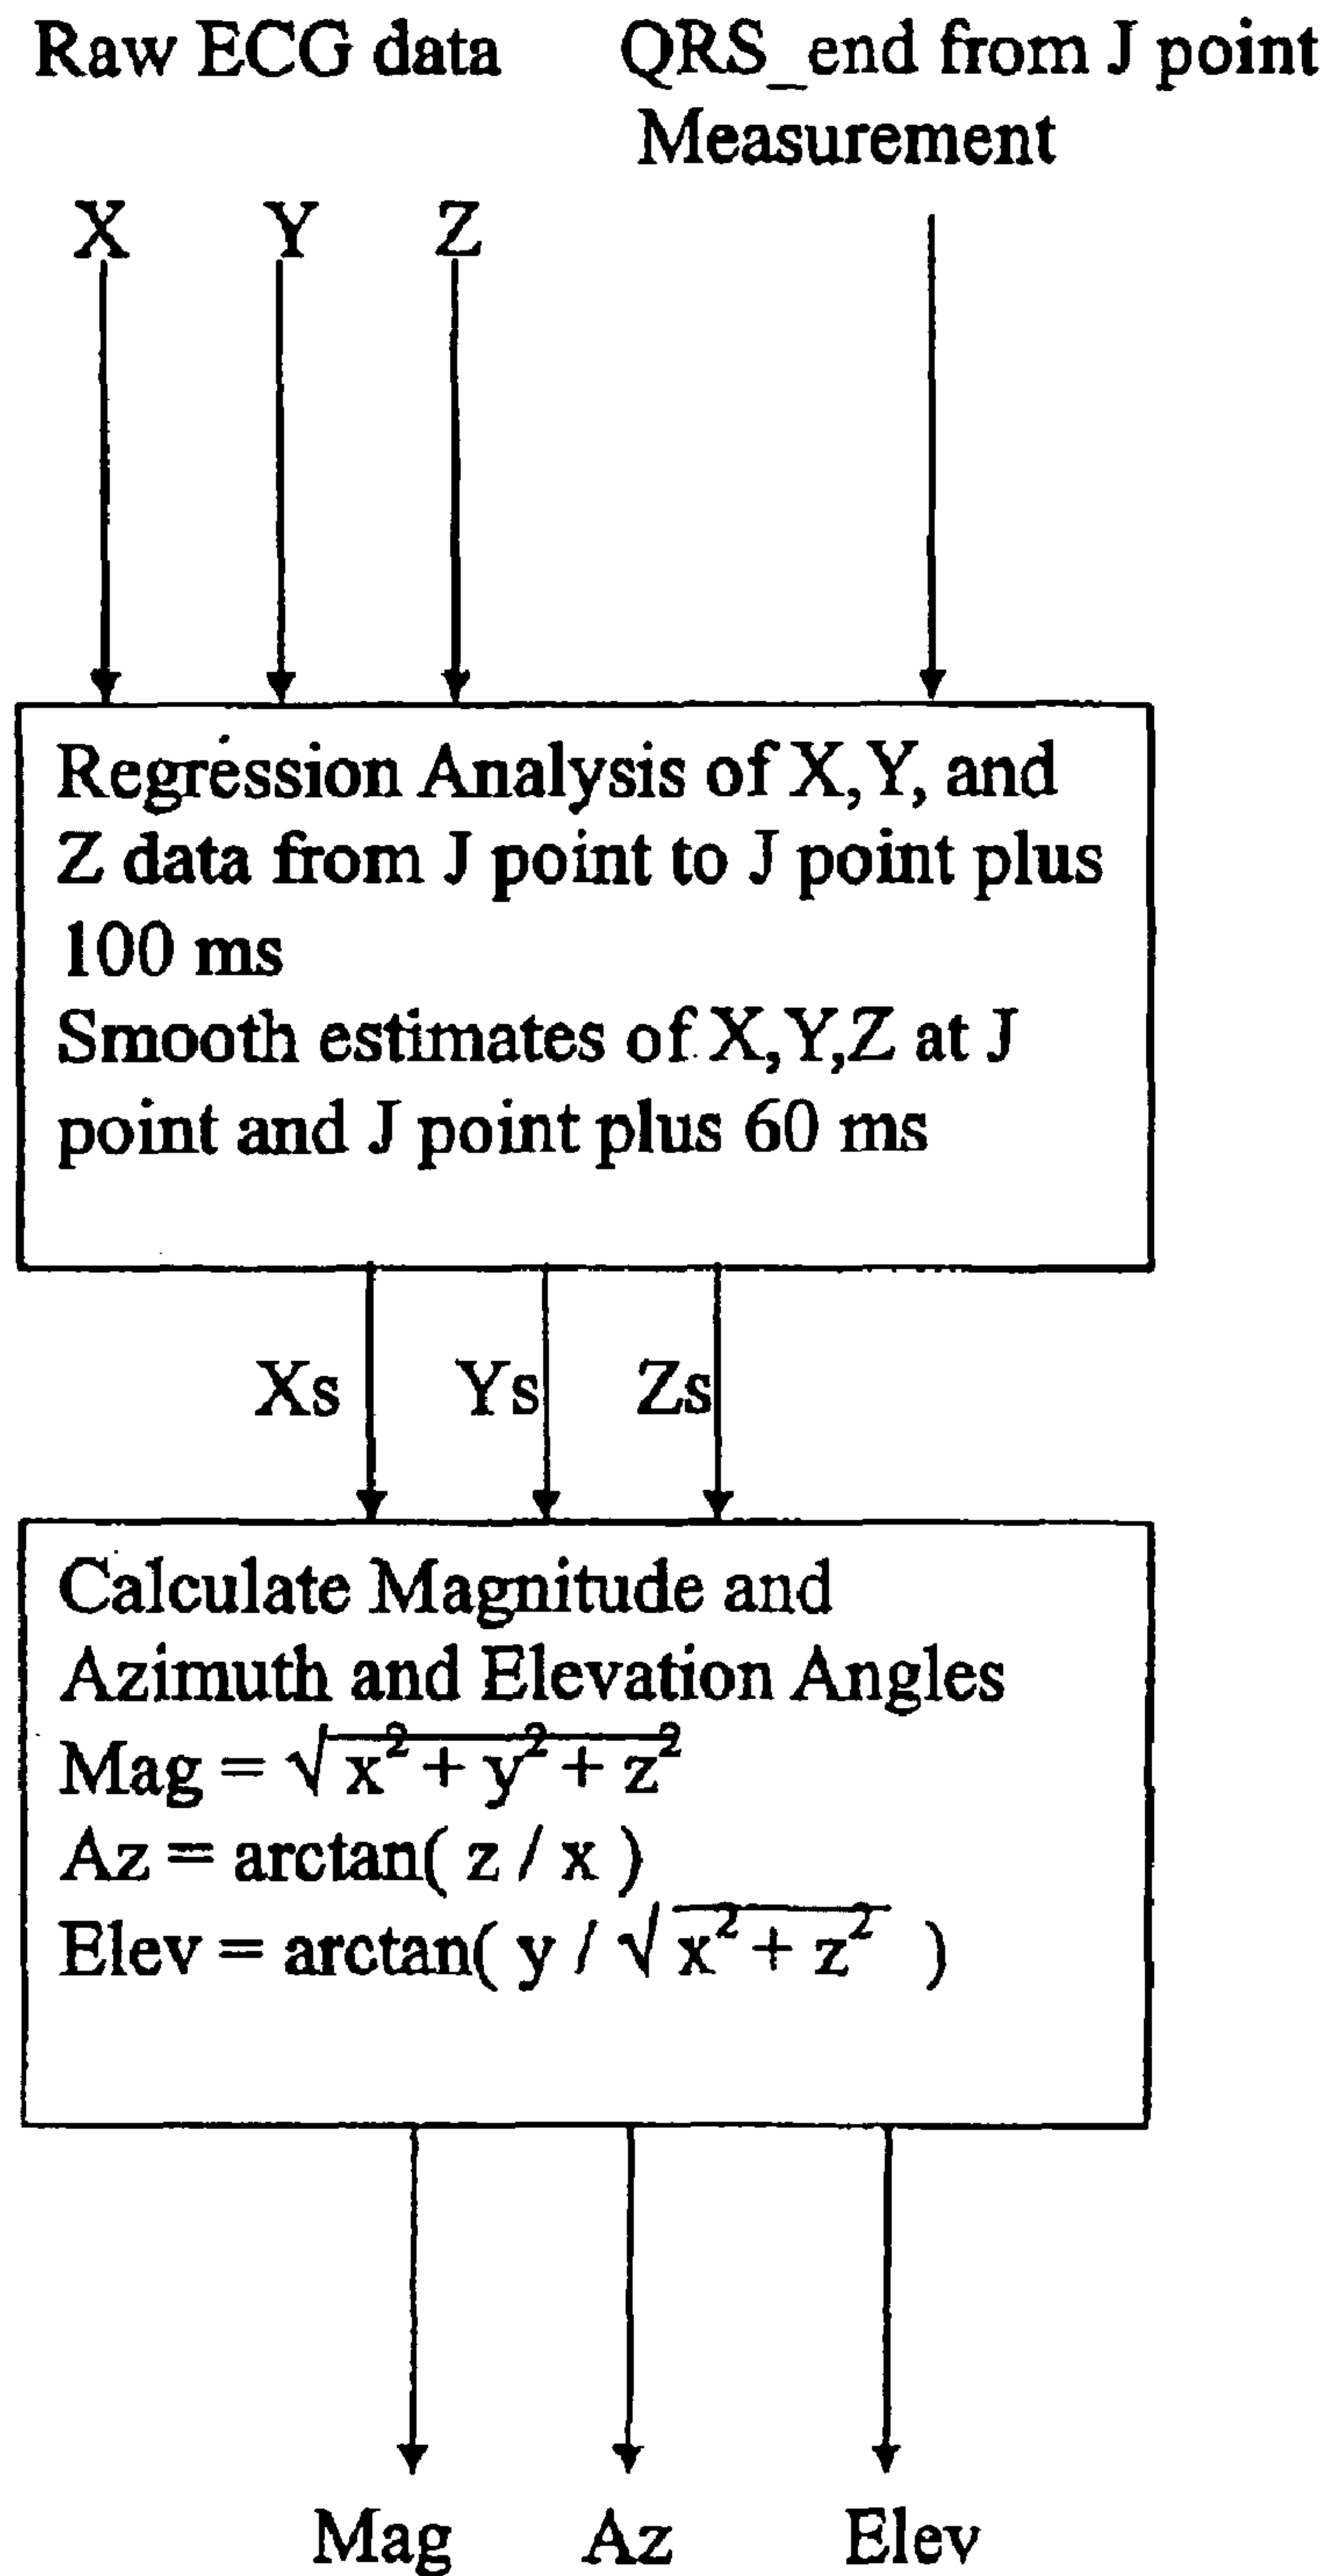 Raw ECG data
QRS_end from J point
Measurement
X Y Z
Regression Analysis of X,Y, and
Z data from J point to J point plus
100 ms
Smooth estimates of X,Y,Z at J
point and J point plus 60 ms
Xs Ys Zs
Calculate Magnitude and
Azimuth and Elevation Angles
Mag = √x² + y² + z²
Az = arctan( z / x )
Elev = arctan( y / √x² + z² )
Mag Az Elev